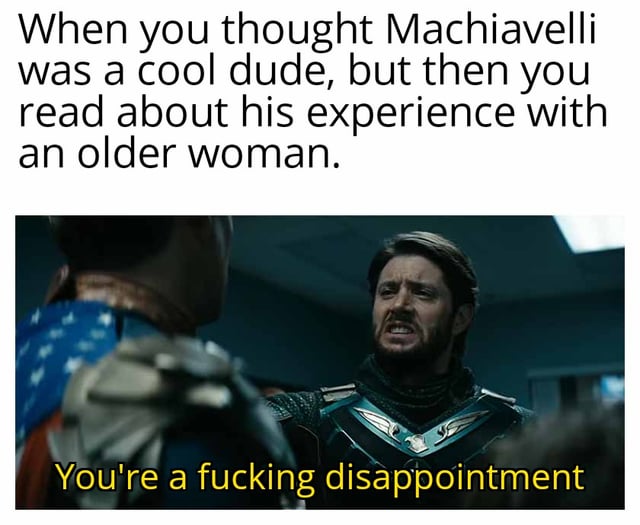 When you thought Machiavelli
was a cool dude, but then you
read about his experience with
an older woman.
You're a fucking disappointment